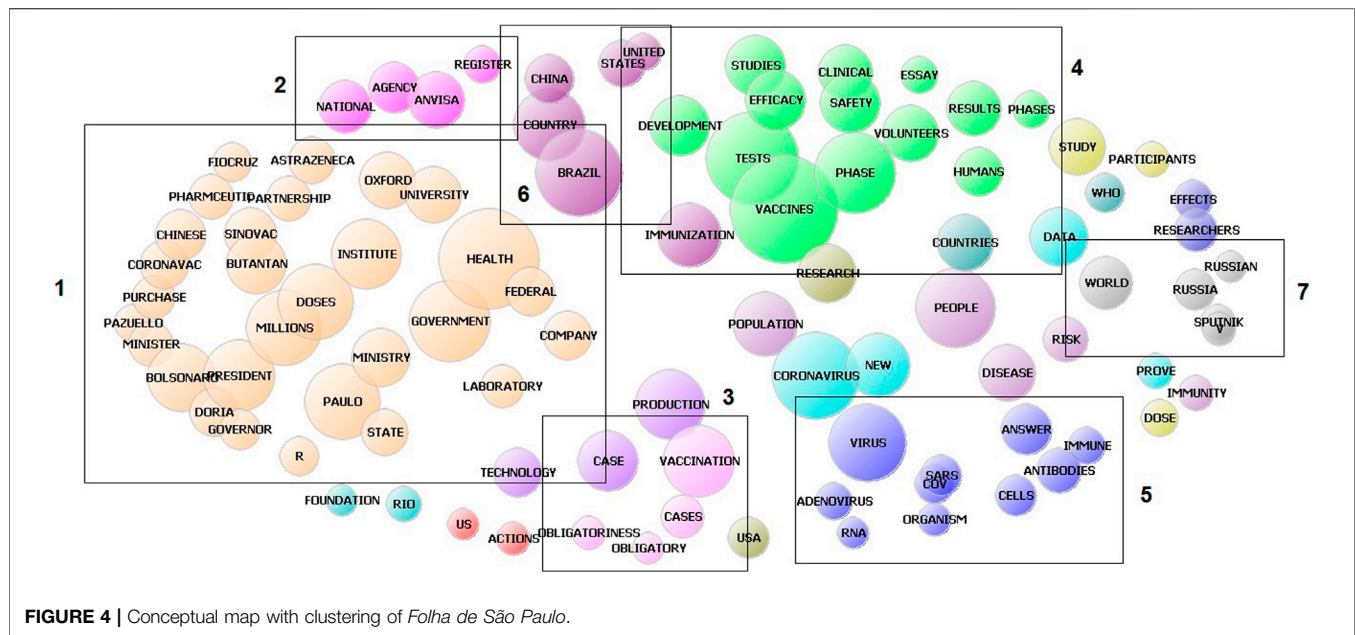 2
NATIONAL
AGENCY
ANVISA
REGISTER
CHINA
COUNTRY
BRAZIL
STATES
UNITED
6
4
STUDIES
EFFICACY
CLINICAL
SAFETY
ESSAY
RESULTS
PHASES
DEVELOPMENT
VOLUNTEERS
TESTS
PHASE
HUMANS
VACCINES
IMMUNIZATION
COUNTRIES
RESEARCH
STUDY
PARTICIPANTS
WHO
DATA
EFFECTS
RESEARCHERS
1
FIOCRUZ
ASTRAZENECA
PHARMCEUTIC
PARTNERSHIP
OXFORD
UNIVERSITY
CHINESE
SINOVAC
CORONAVAC
BUTANTAN
INSTITUTE
HEALTH
FEDERAL
PURCHASE
DOSES
PAZUELLO
MILLIONS
GOVERNMENT
MINISTER
COMPANY
BOLSONARO
PRESIDENT
MINISTRY
LABORATORY
DORIA
PAULO
GOVERNOR
STATE
R
7
WORLD
RUSSIAN
RUSSIA
SPUTNIK
V
POPULATION
PEOPLE
RISK
CORONAVIRUS
NEW
DISEASE
PROVE
IMMUNITY
DOSE
3
PRODUCTION
TECHNOLOGY
CASE
VACCINATION
CASES
OBLIGATORINESS
OBLIGATORY
USA
FOUNDATION
RIO
US
ACTIONS
5
VIRUS
ANSWER
IMMUNE
ANTIBODIES
SARS
COV
CELLS
ADENOVIRUS
ORGANISM
RNA
FIGURE 4 | Conceptual map with clustering of Folha de São Paulo.